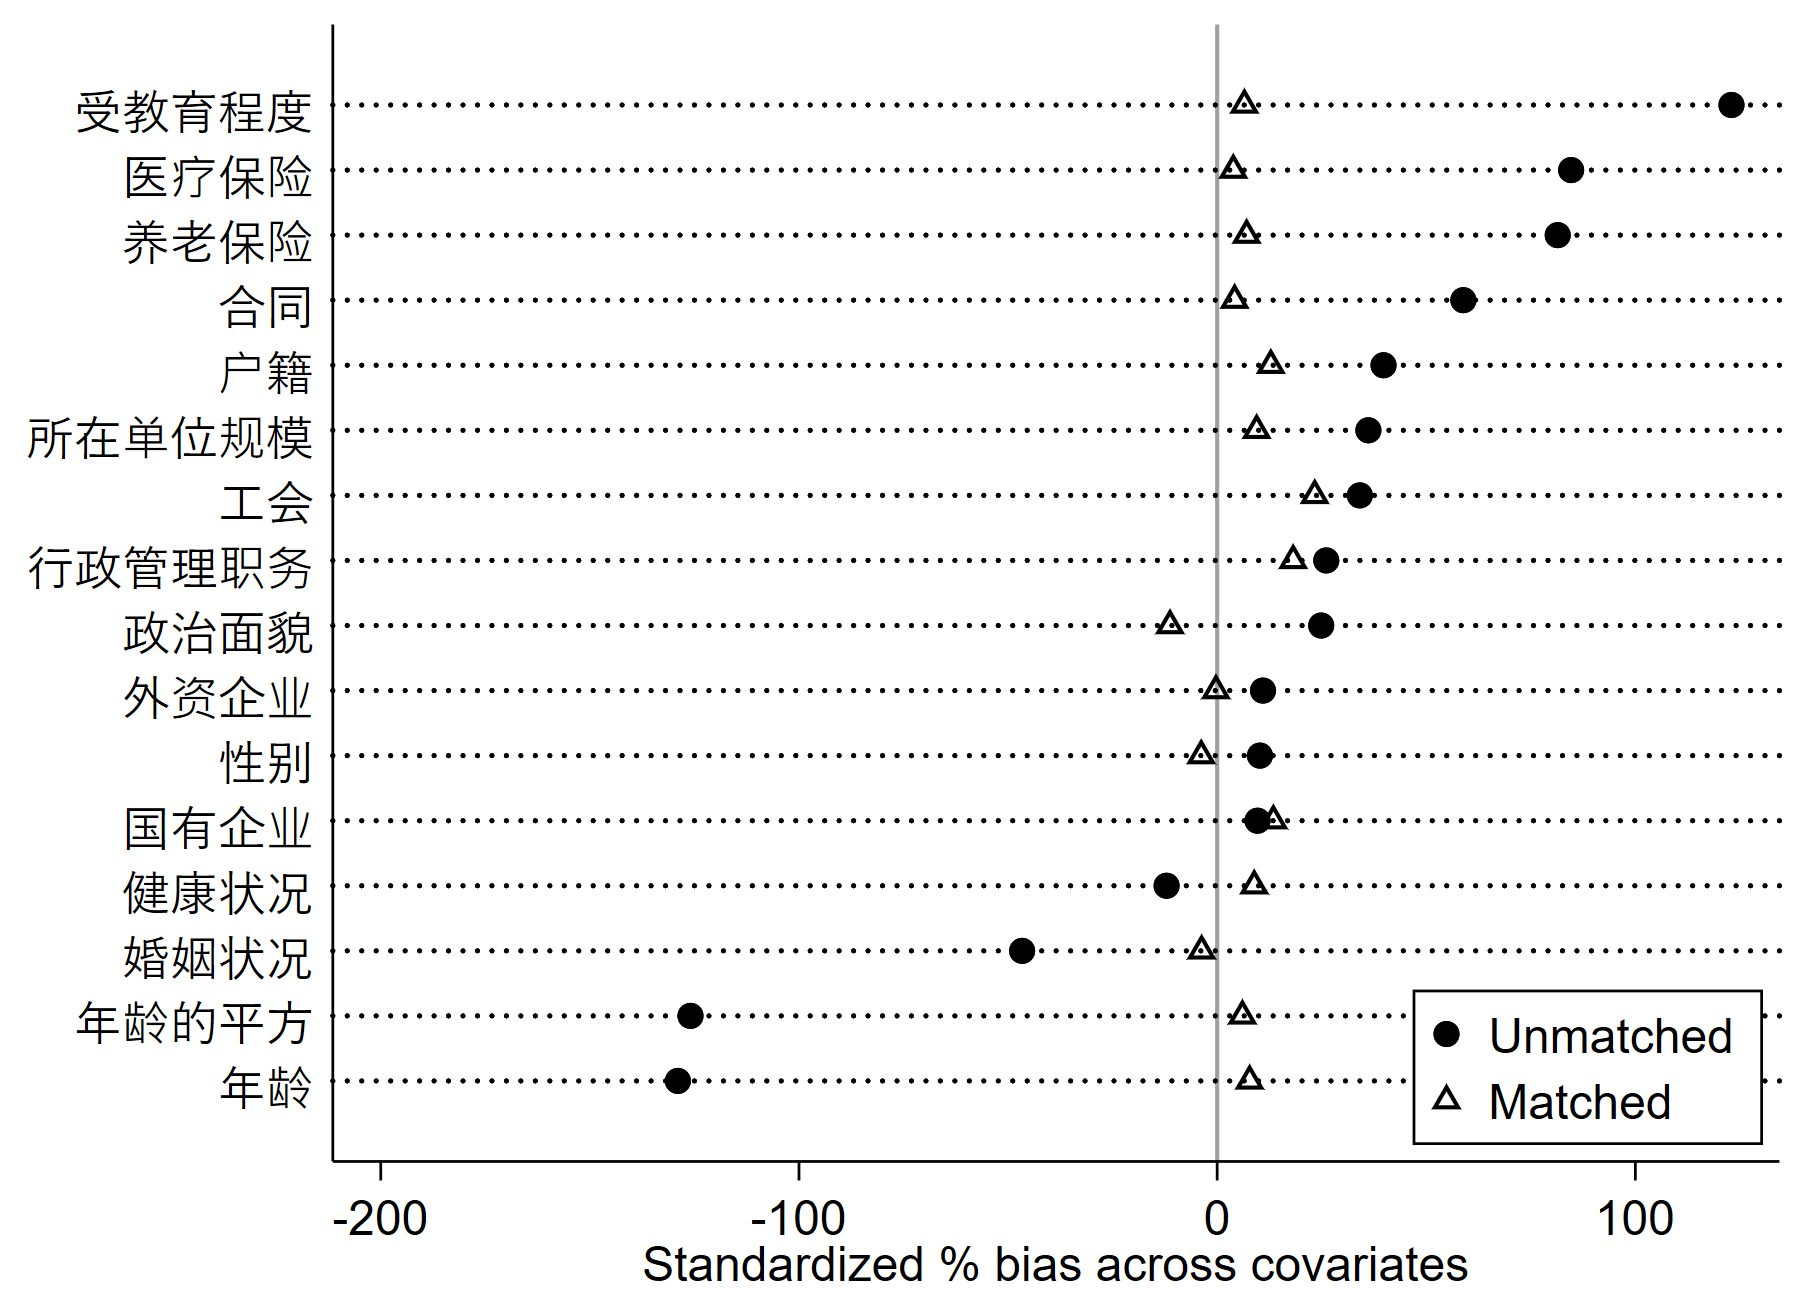 受教育程度
医疗保险
养老保险
合同
户籍
所在单位规模
工会
行政管理职务
政治面貌
外资企业
性别
国有企业
健康状况
婚姻状况
年龄的平方
年龄
Unmatched
Matched
-200 -100 0 100
Standardized % bias across covariates